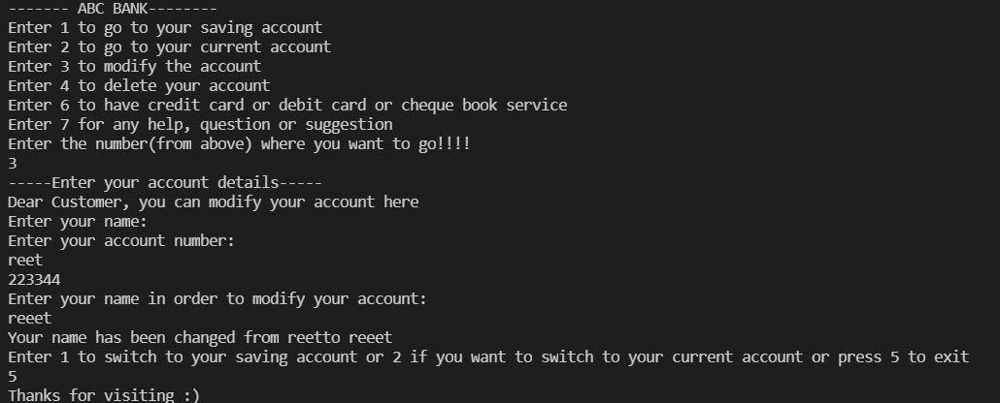 ------- ABC BANK--------
Enter 1 to go to your saving account
Enter 2 to go to your current account
Enter 3 to modify the account
Enter 4 to delete your account
Enter 6 to have credit card or debit card or cheque book service
Enter 7 for any help, question or suggestion
Enter the number(from above) where you want to go!!!!
3
-----Enter your account details-----
Dear Customer, you can modify your account here
Enter your name:
Enter your account number:
reet
223344
Enter your name in order to modify your account:
reeet
Your name has been changed from reetto reeet
Enter 1 to switch to your saving account or 2 if you want to switch to your current account or press 5 to exit
5
Thanks for visiting :)